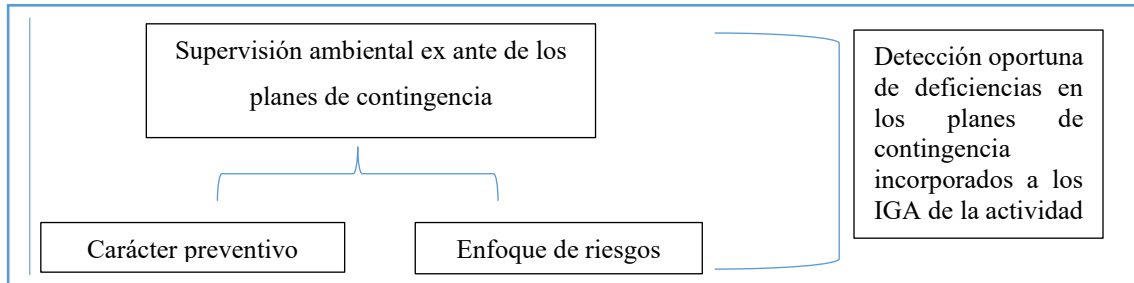 Supervisión ambiental ex ante de los
planes de contingencia
Carácter preventivo
Enfoque de riesgos
Detección oportuna
de deficiencias en
los planes de
contingencia
incorporados a los
IGA de la actividad